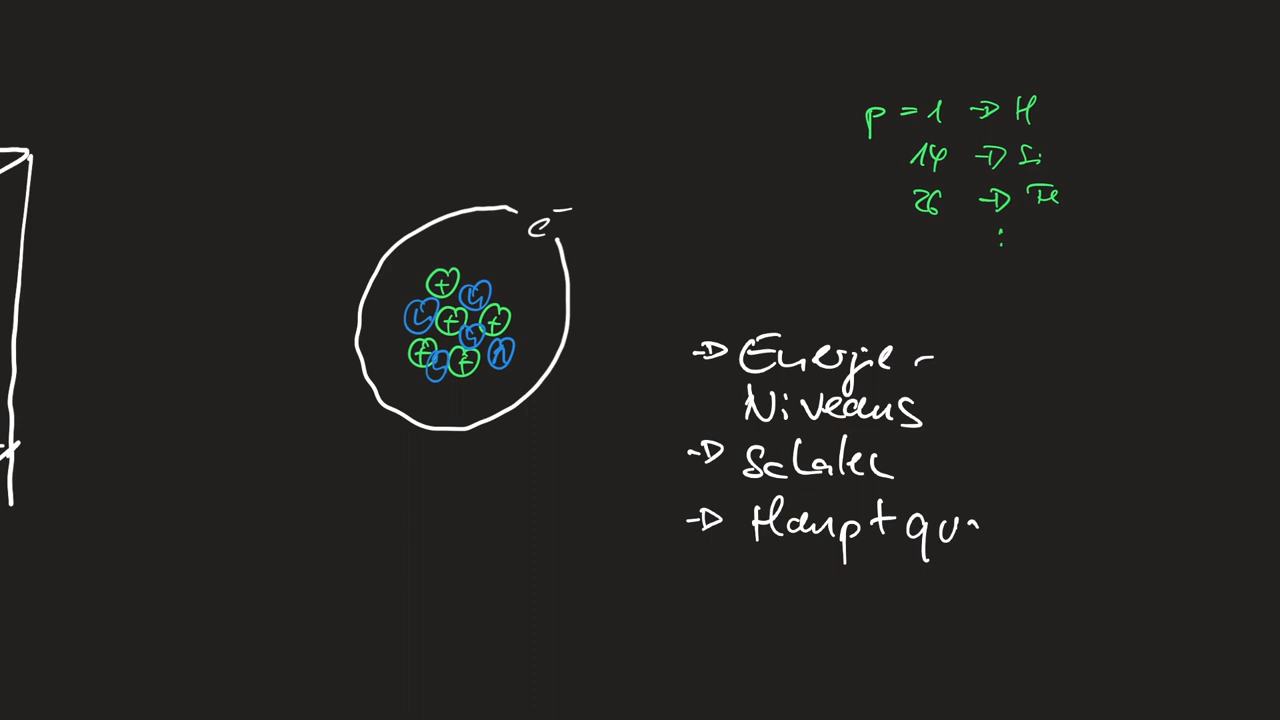 p = 1 → H
14 → Si
26 → Fe
:
e⁻
+
n
n
+
+
n
+
n
+
n
→ Energie -
Niveaus
→ Schalen
→ Hauptqu